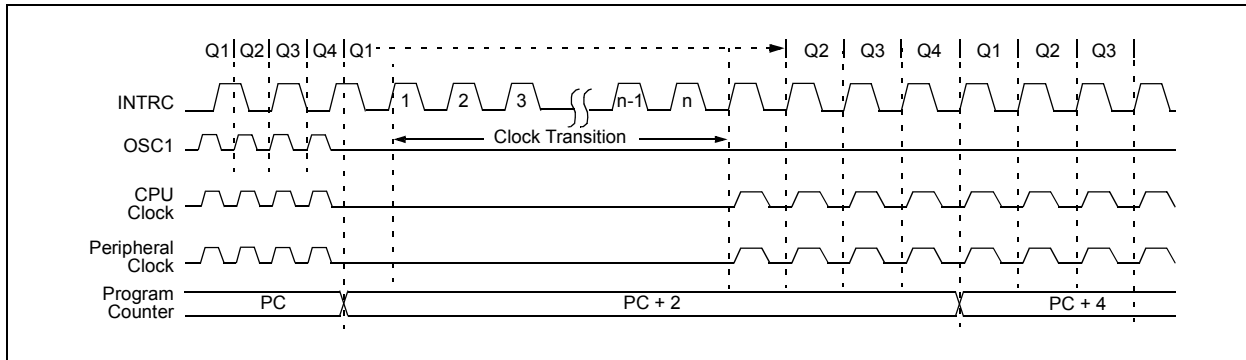 Q1 Q2 Q3 Q4 Q1 Q2 Q3 Q4 Q1 Q2 Q3
INTRC 1 2 3 n-1 n
Clock Transition
OSC1
CPU
Clock
Peripheral
Clock
Program
Counter
PC PC + 2 PC + 4